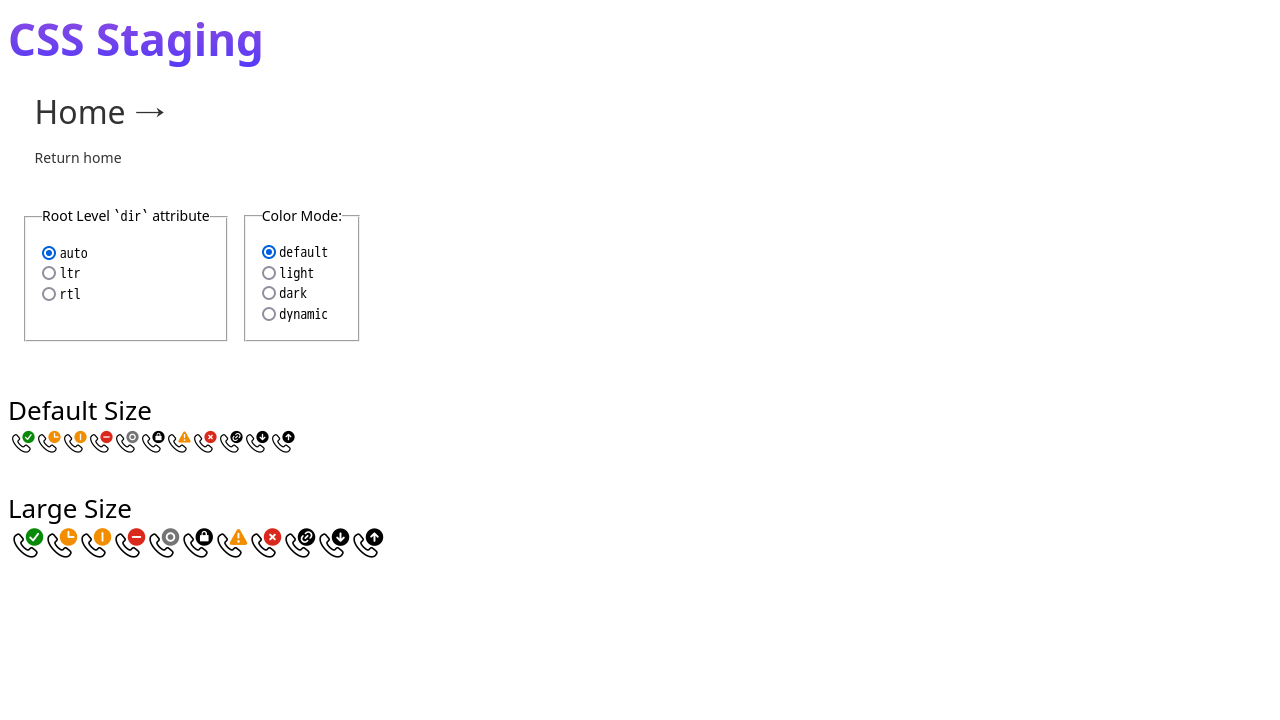 CSS Staging
Home →
Return home
Root Level `dir` attribute
auto
ltr
rtl
Color Mode:
default
light
dark
dynamic
Default Size
Large Size